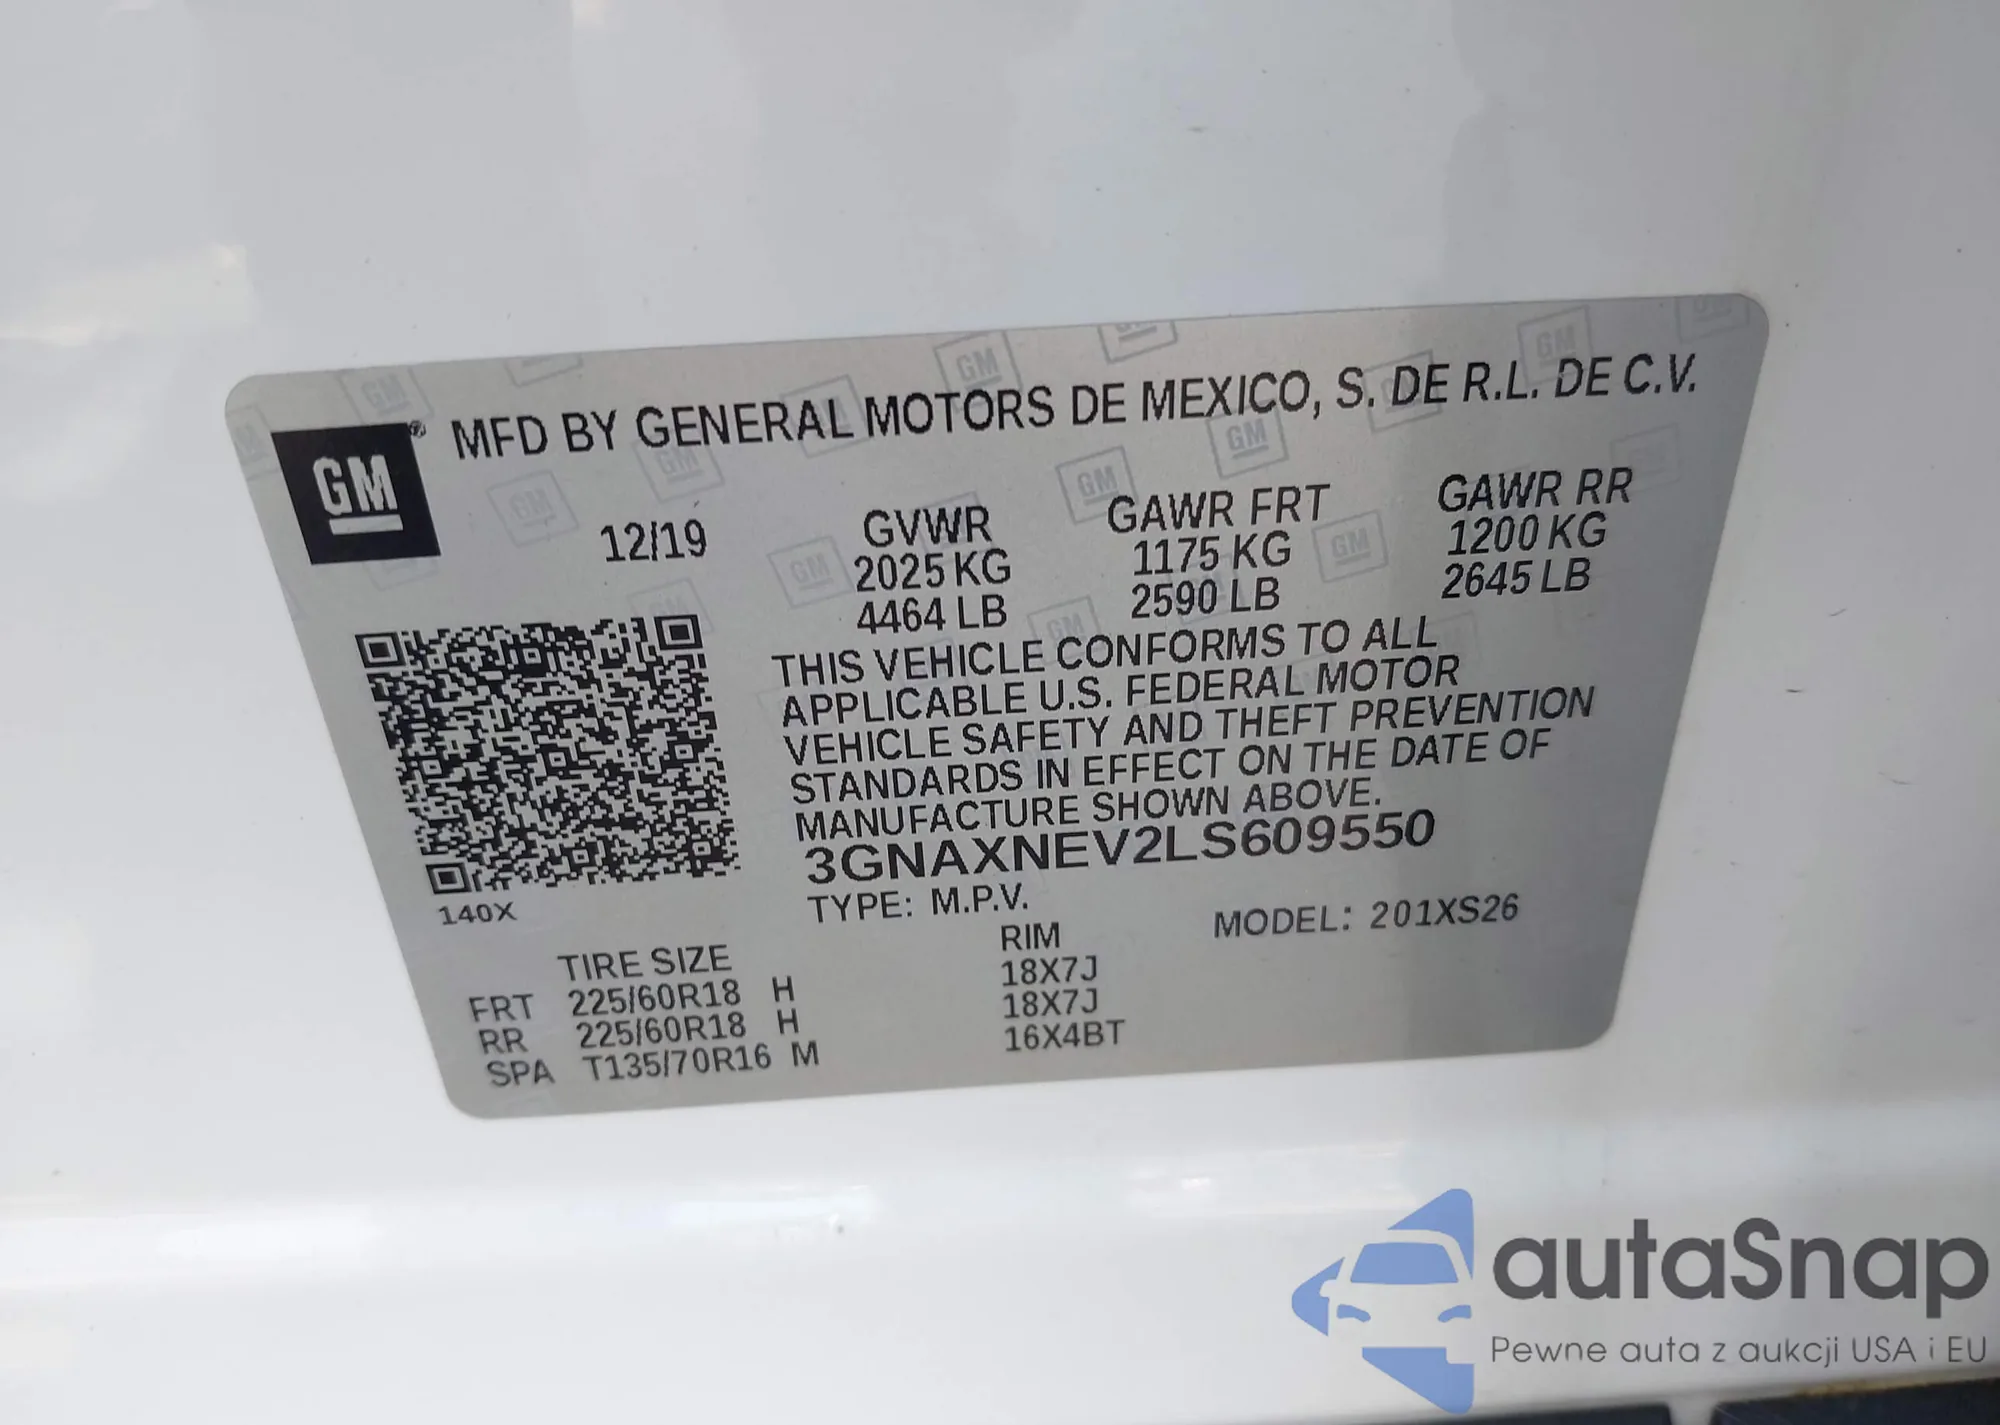 GM
MFD BY GENERAL MOTORS DE MEXICO, S. DE R.L. DE C.V.
12/19
GVWR
2025 KG
4464 LB
GAWR FRT
1175 KG
2590 LB
GAWR RR
1200 KG
2645 LB
THIS VEHICLE CONFORMS TO ALL
APPLICABLE U.S. FEDERAL MOTOR
VEHICLE SAFETY AND THEFT PREVENTION
STANDARDS IN EFFECT ON THE DATE OF
MANUFACTURE SHOWN ABOVE.
3GNAXNEV2LS609550
TYPE: M.P.V.
MODEL: 201XS26
140X
TIRE SIZE RIM
FRT 225/60R18 H 18X7J
RR 225/60R18 H 18X7J
SPA T135/70R16 M 16X4BT
autaSnap
Pewne auta z aukcji USA i EU